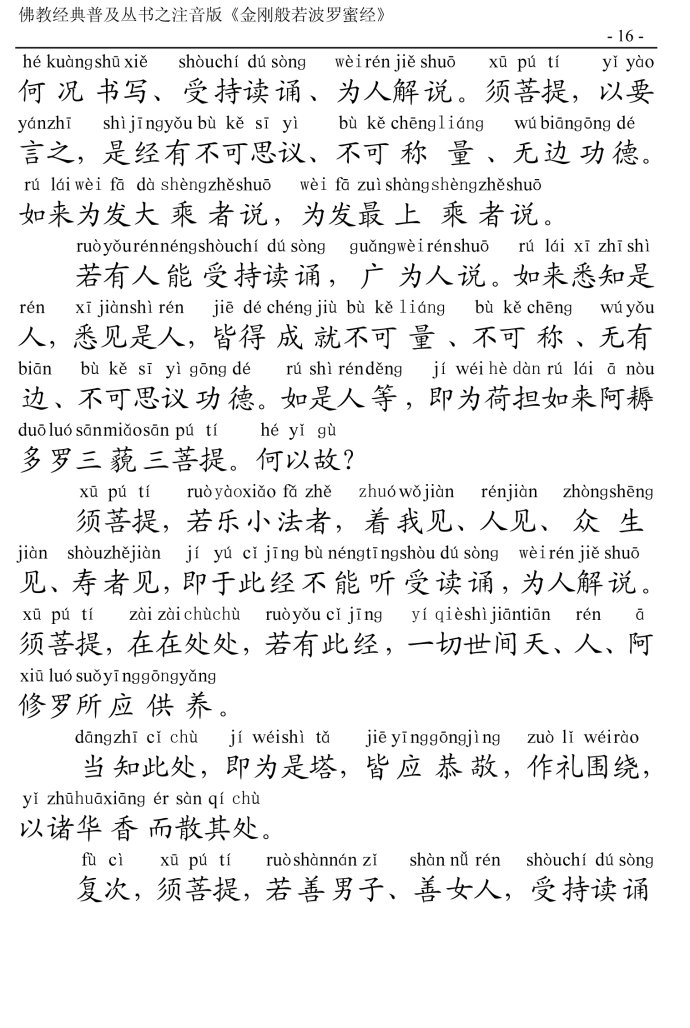 佛教经典普及丛书之注音版《金刚般若波罗蜜经》
- 16 -
hé kuàngshūxiě shòuchí dú sòng wèirén jiě shuō xū pú tí yǐ yào
何况书写、受持读诵、为人解说。须菩提，以要
yánzhī shì jīngyǒu bù kě sī yì bù kě chēngliáng wú biāngōng dé
言之，是经有不可思议、不可称量、无边功德。
rú lái wèi fā dà shèngzhěshuō wèi fā zuì shàngshèngzhěshuō
如来为发大乘者说，为发最上乘者说。
ruòyǒurénnéngshòuchí dú sòng guǎngwèirénshuō rú lái xī zhī shì
若有人能受持读诵，广为人说。如来悉知是
rén xī jiànshì rén jiē dé chéng jiù bù kě liáng bù kě chēng wú yǒu
人，悉见是人，皆得成就不可量、不可称、无有
biān bù kě sī yì gōng dé rú shì rénděng jí wéi hè dàn rú lái ā nòu
边、不可思议功德。如是人等，即为荷担如来阿耨
duō luó sānmiǎosān pú tí hé yǐ gù
多罗三藐三菩提。何以故？
xū pú tí ruò yàoxiǎo fǎ zhě zhuó wǒ jiàn rénjiàn zhòngshēng
须菩提，若乐小法者，着我见、人见、众生
jiàn shòuzhějiàn jí yú cǐ jīng bù néngtīngshòu dú sòng wèi rén jiě shuō
见、寿者见，即于此经不能听受读诵，为人解说。
xū pú tí zài zài chùchù ruòyǒu cǐ jīng yí qièshì jiāntiān rén ā
须菩提，在在处处，若有此经，一切世间天、人、阿
xiū luó suǒyīnggōngyǎng
修罗所应供养。
dāngzhī cǐ chù jí wéishì tǎ jiē yīnggōngjìng zuò lǐ wéirào
当知此处，即为是塔，皆应恭敬，作礼围绕，
yǐ zhūhuāxiāng ér sàn qí chù
以诸华香而散其处。
fù cì xū pú tí ruòshànnán zǐ shàn nǚ rén shòuchí dú sòng
复次，须菩提，若善男子、善女人，受持读诵